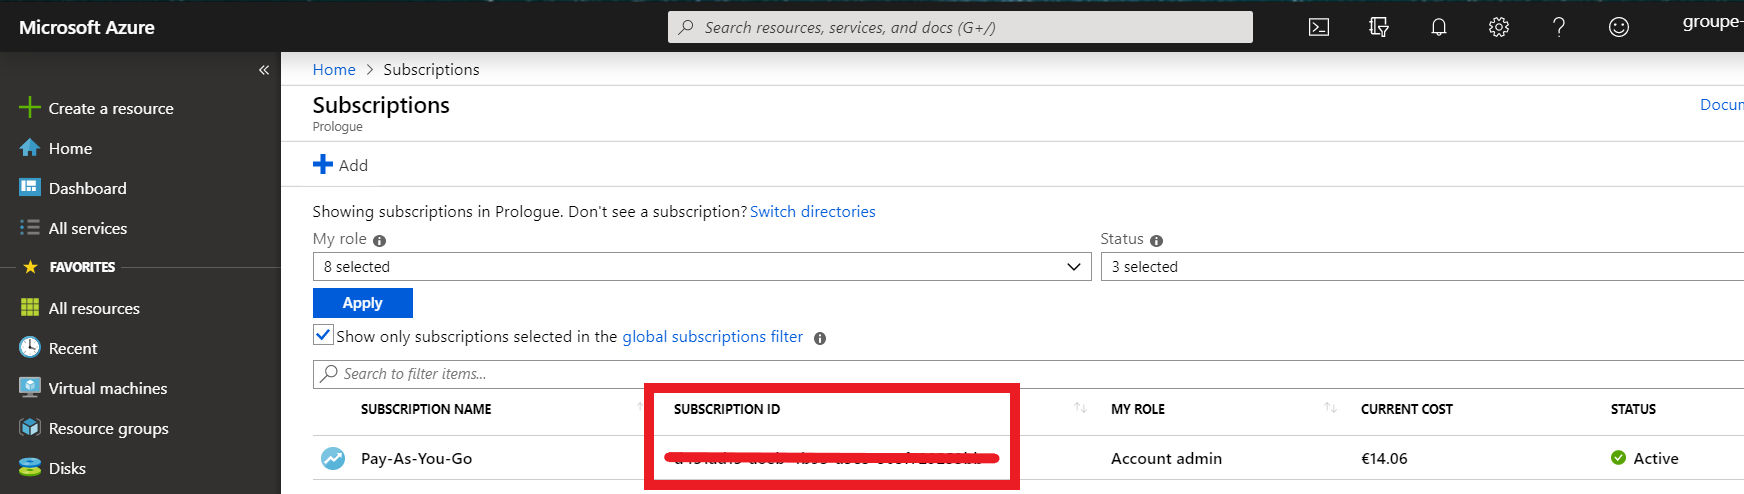 Microsoft Azure
Search resources, services, and docs (G+/)
groupe-
Home > Subscriptions
Create a resource
Home
Dashboard
All services
FAVORITES
All resources
Recent
Virtual machines
Resource groups
Disks
Subscriptions
Prologue
Docum
Add
Showing subscriptions in Prologue. Don't see a subscription? Switch directories
My role
Status
8 selected
3 selected
Apply
Show only subscriptions selected in the global subscriptions filter
Search to filter items...
SUBSCRIPTION NAME SUBSCRIPTION ID MY ROLE CURRENT COST STATUS
Pay-As-You-Go Account admin €14.06 Active